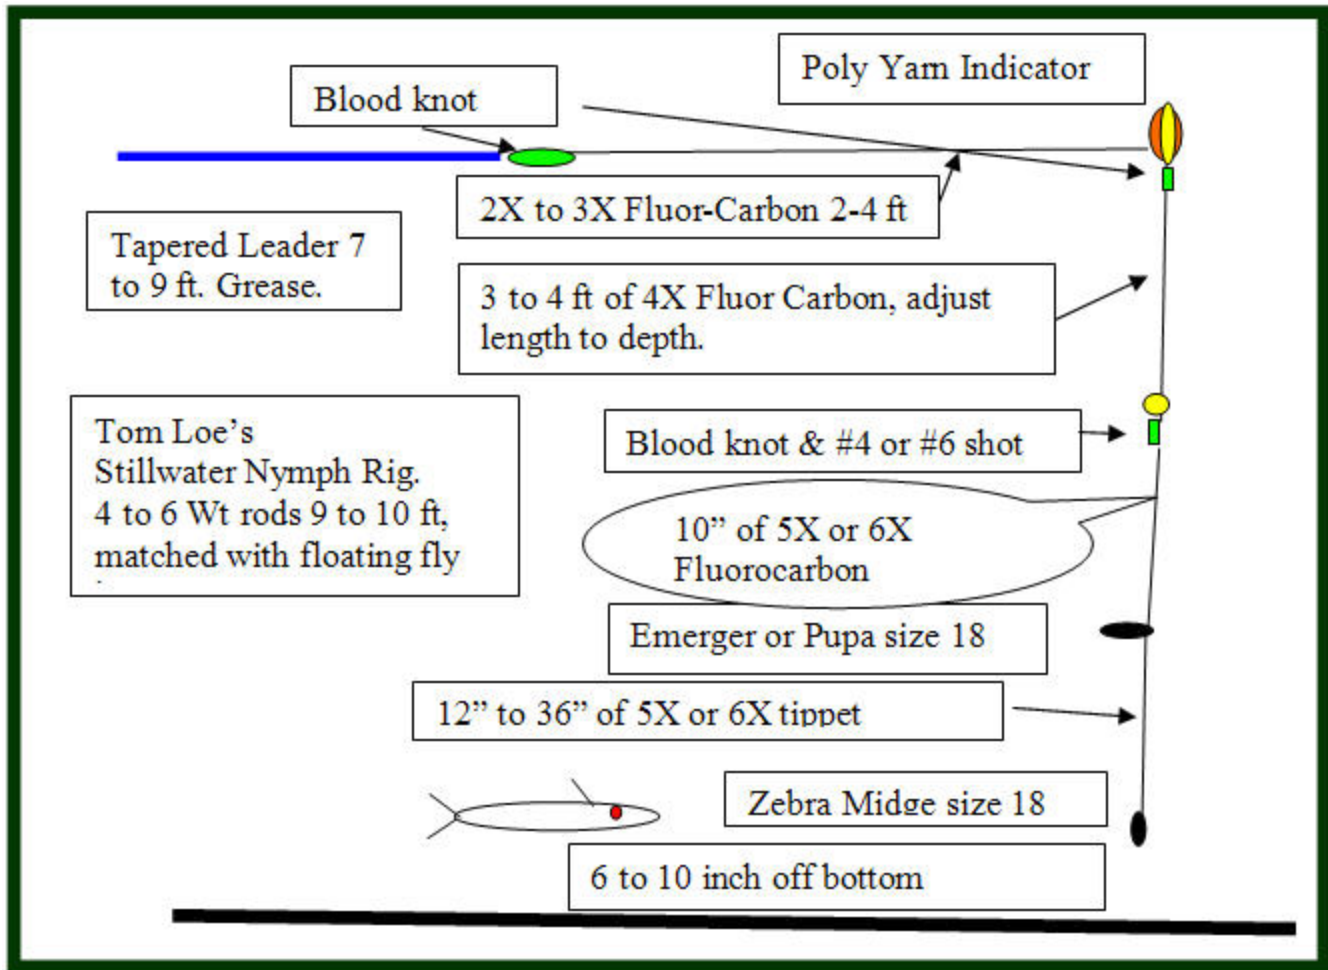 Poly Yarn Indicator
Blood knot
2X to 3X Fluor-Carbon 2-4 ft
Tapered Leader 7
to 9 ft. Grease.
3 to 4 ft of 4X Fluor Carbon, adjust
length to depth.
Tom Loe’s
Stillwater Nymph Rig.
4 to 6 Wt rods 9 to 10 ft,
matched with floating fly
Blood knot & #4 or #6 shot
10” of 5X or 6X
Fluorocarbon
Emerger or Pupa size 18
12” to 36” of 5X or 6X tippet
Zebra Midge size 18
6 to 10 inch off bottom